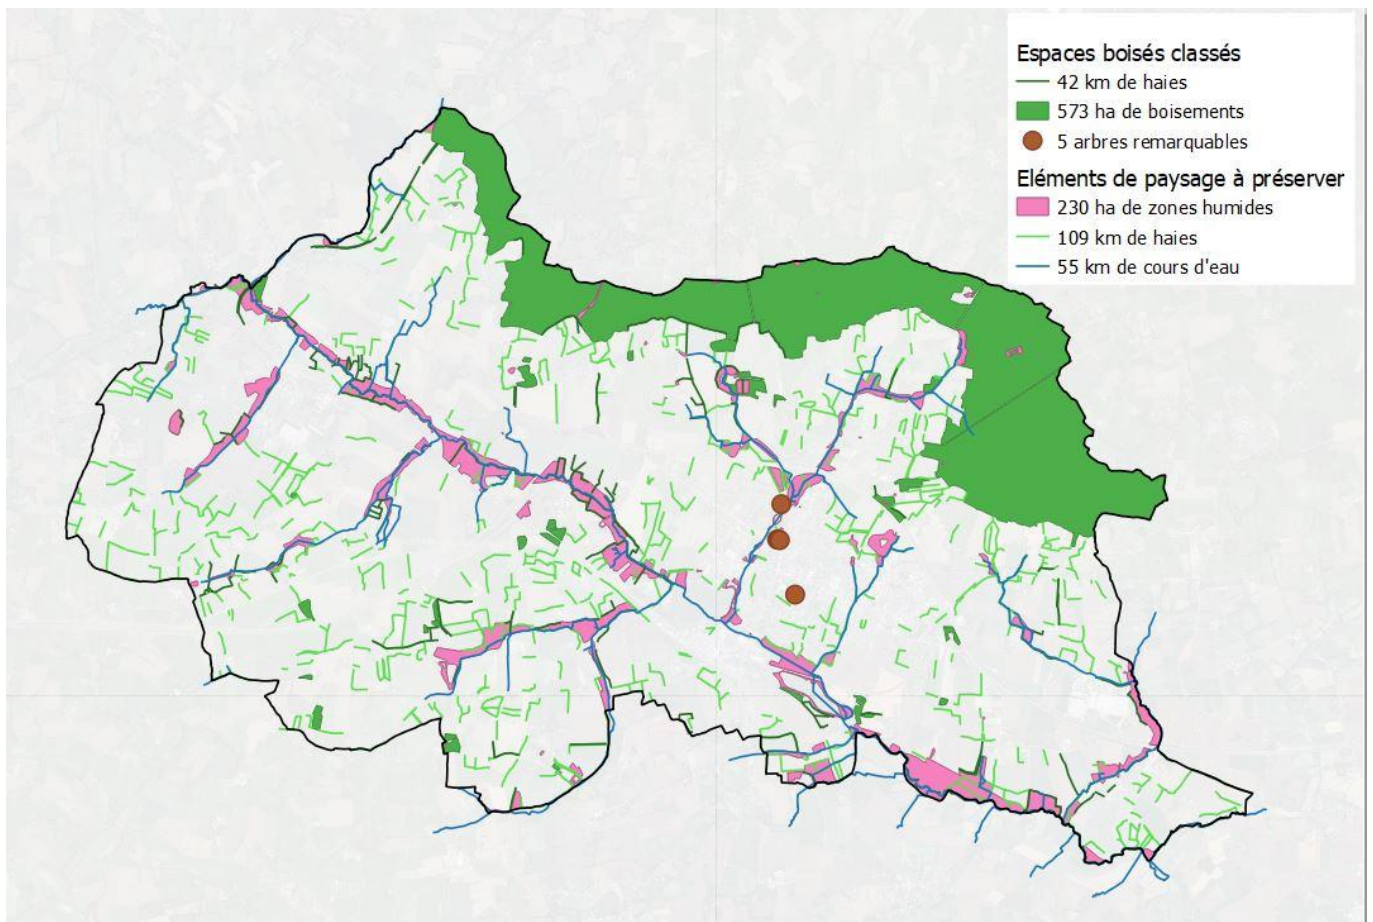 Espaces boisés classés
42 km de haies
573 ha de boisements
5 arbres remarquables
Eléments de paysage à préserver
230 ha de zones humides
109 km de haies
55 km de cours d'eau